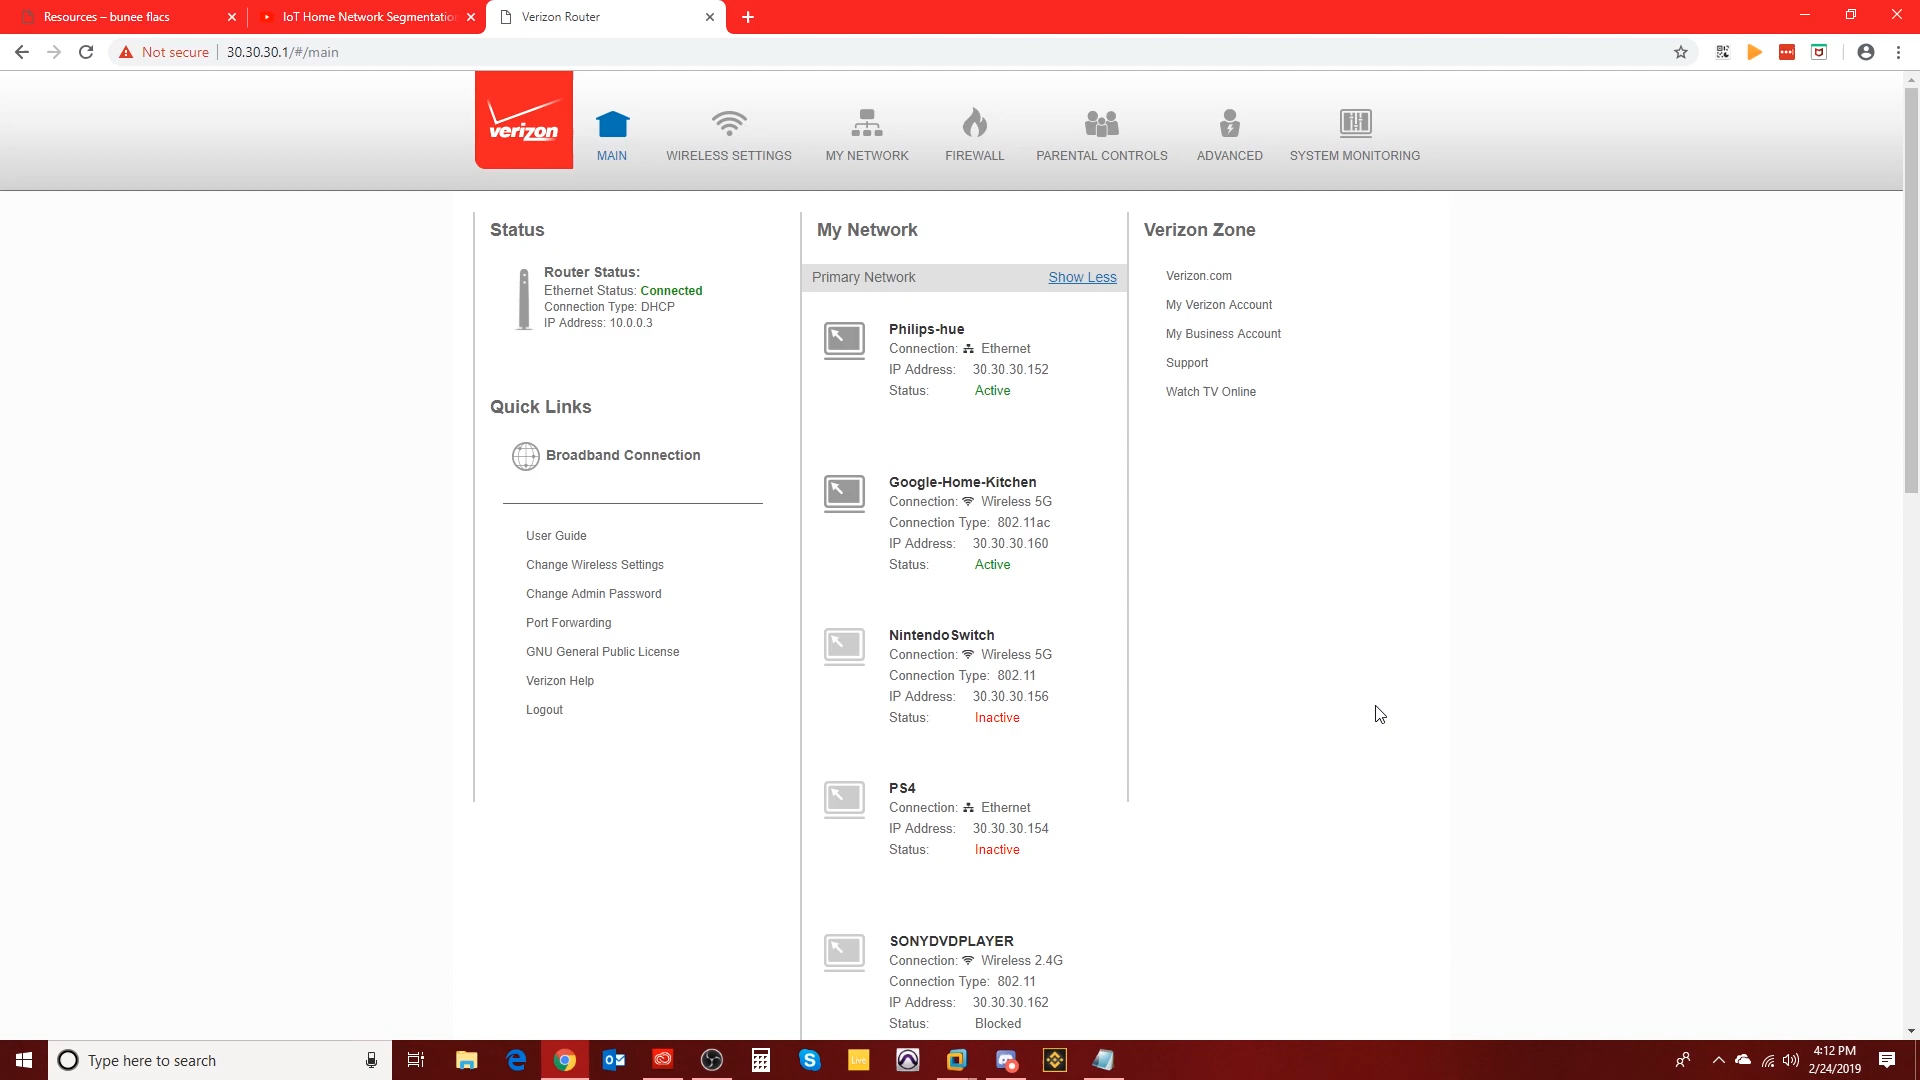 Resources – bunee flacs
IoT Home Network Segmentatio
Verizon Router
Not secure
30.30.30.1/#/main
verizon
MAIN
WIRELESS SETTINGS
MY NETWORK
FIREWALL
PARENTAL CONTROLS
ADVANCED
SYSTEM MONITORING
Status
Router Status:
Ethernet Status: Connected
Connection Type: DHCP
IP Address: 10.0.0.3
Quick Links
Broadband Connection
User Guide
Change Wireless Settings
Change Admin Password
Port Forwarding
GNU General Public License
Verizon Help
Logout
My Network
Primary Network
Show Less
Philips-hue
Connection: Ethernet
IP Address: 30.30.30.152
Status: Active
Google-Home-Kitchen
Connection: Wireless 5G
Connection Type: 802.11ac
IP Address: 30.30.30.160
Status: Active
NintendoSwitch
Connection: Wireless 5G
Connection Type: 802.11
IP Address: 30.30.30.156
Status: Inactive
PS4
Connection: Ethernet
IP Address: 30.30.30.154
Status: Inactive
SONYDVDPLAYER
Connection: Wireless 2.4G
Connection Type: 802.11
IP Address: 30.30.30.162
Status: Blocked
Verizon Zone
Verizon.com
My Verizon Account
My Business Account
Support
Watch TV Online
Type here to search
Live
4:12 PM
2/24/2019